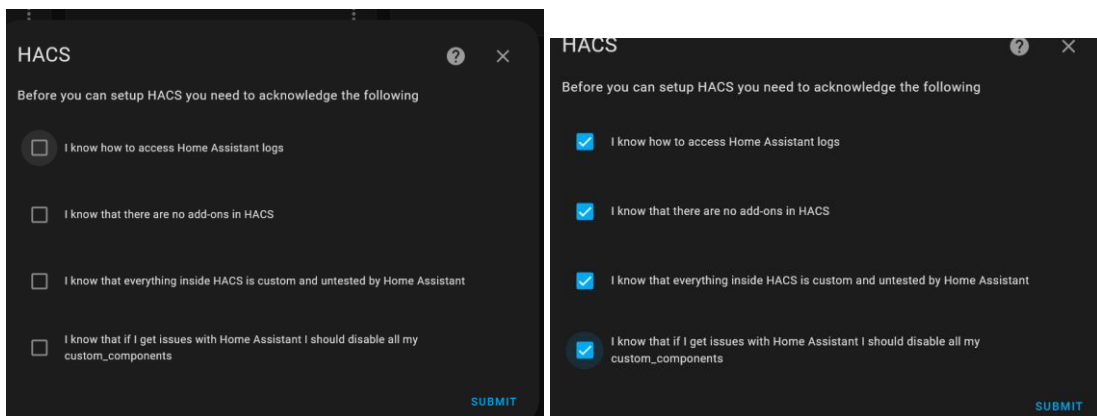 HACS
Before you can setup HACS you need to acknowledge the following
I know how to access Home Assistant logs
I know that there are no add-ons in HACS
I know that everything inside HACS is custom and untested by Home Assistant
I know that if I get issues with Home Assistant I should disable all my
custom_components
SUBMIT
HACS
Before you can setup HACS you need to acknowledge the following
I know how to access Home Assistant logs
I know that there are no add-ons in HACS
I know that everything inside HACS is custom and untested by Home Assistant
I know that if I get issues with Home Assistant I should disable all my
custom_components
SUBMIT